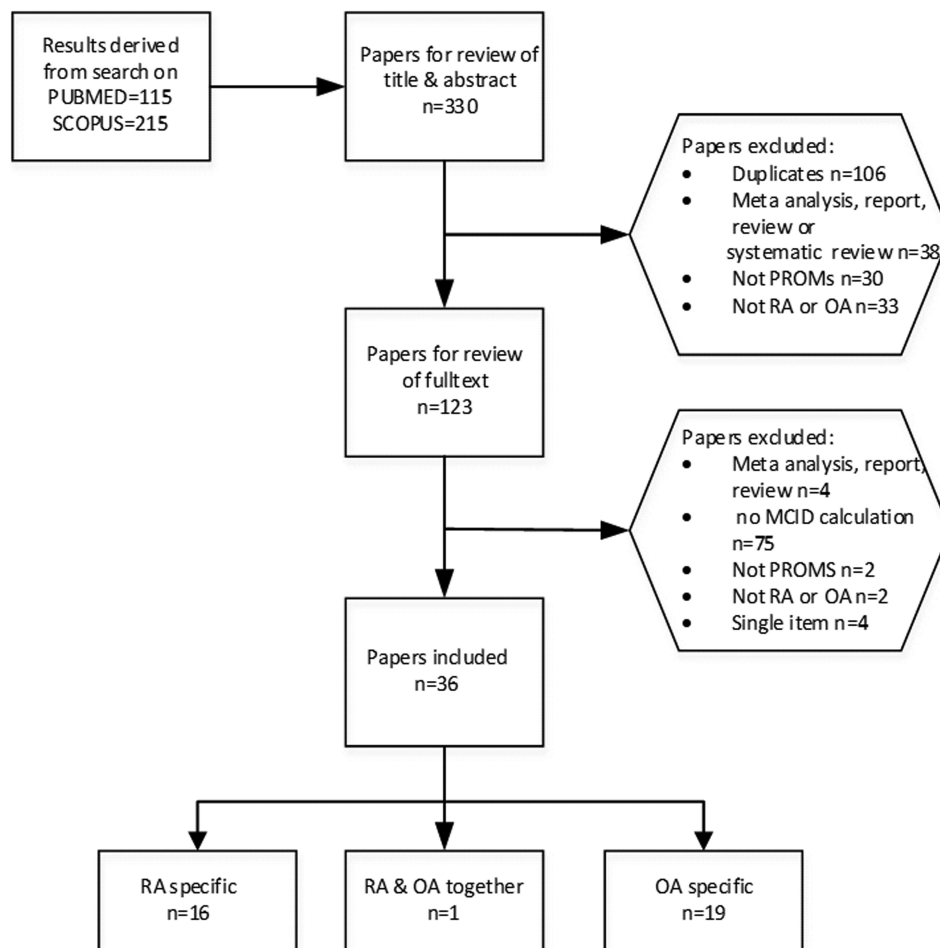 Results derived
from search on
PUBMED=115
SCOPUS=215
Papers for review of
title & abstract
n=330
Papers excluded:
• Duplicates n=106
• Meta analysis, report,
review or
systematic review n=38
• Not PROMs n=30
• Not RA or OA n=33
Papers for review
of fulltext
n=123
Papers excluded:
• Meta analysis, report,
review n=4
• no MCID calculation
n=75
• Not PROMS n=2
• Not RA or OA n=2
• Single item n=4
Papers included
n=36
RA specific
n=16
RA & OA together
n=1
OA specific
n=19